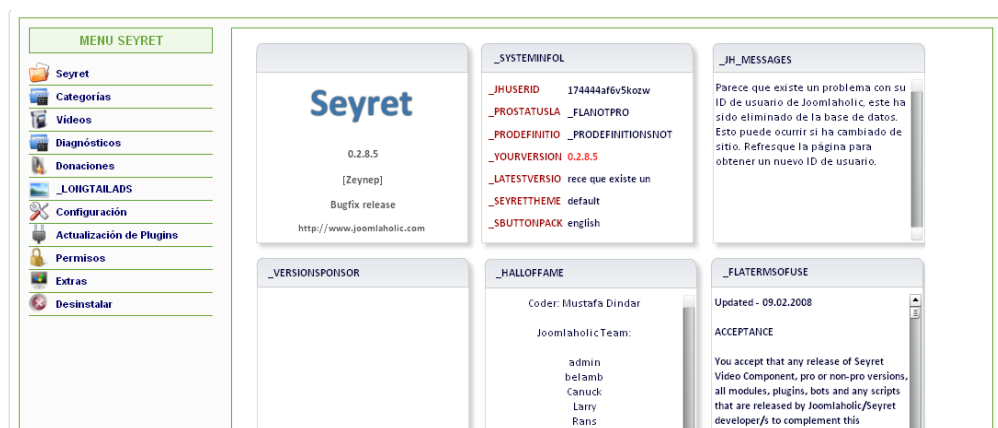 MENU SEYRET
Seyret
Categorías
Vídeos
Diagnósticos
Donaciones
_LONGTAILADS
Configuración
Actualización de Plugins
Permisos
Extras
Desinstalar
Seyret
0.2.8.5
[Zeynep]
Bugfix release
http://www.joomlaholic.com
_SYSTEMINFOL
_JHUSERID 174444af6v5kozw
_PROSTATUSLA _FLANOTPRO
_PRODEFINITIO _PRODEFINITIONSNOT
_YOURVERSION 0.2.8.5
_LATESTVERSIO rece que existe un
_SEYRETTHEME default
_SBUTTONPACK english
_JH_MESSAGES
Parece que existe un problema con su
ID de usuario de Joomlaholic, este ha
sido eliminado de la base de datos.
Esto puede ocurrir si ha cambiado de
sitio. Refresque la página para
obtener un nuevo ID de usuario.
_VERSIONSPONSOR
_HALLOFFAME
Coder: Mustafa Dindar
Joomlaholic Team:
admin
belamb
Canuck
Larry
Rans
_FLATERMSOFUSE
Updated - 09.02.2008
ACCEPTANCE
You accept that any release of Seyret
Video Component, pro or non-pro versions,
all modules, plugins, bots and any scripts
that are released by Joomlaholic/Seyret
developer/s to complement this